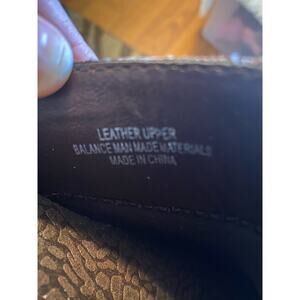 LEATHER UPPER
BALANCE MAN MADE MATERIALS
MADE IN CHINA